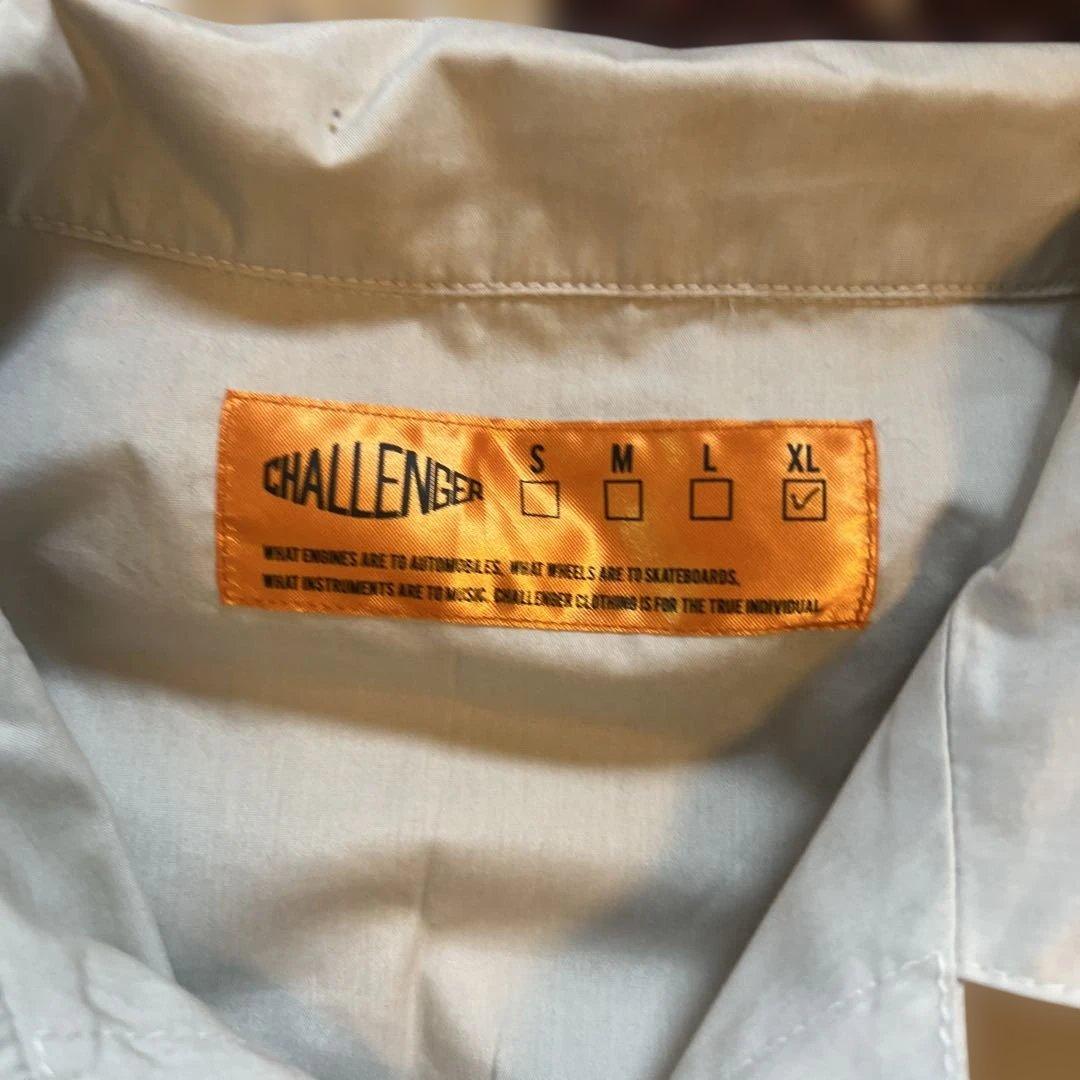 CHALLENGER
S M L XL
WHAT ENGINES ARE TO AUTOMOBILES. WHAT WHEELS ARE TO SKATEBOARDS.
WHAT INSTRUMENTS ARE TO MUSIC. CHALLENGER CLOTHING IS FOR THE TRUE INDIVIDUAL